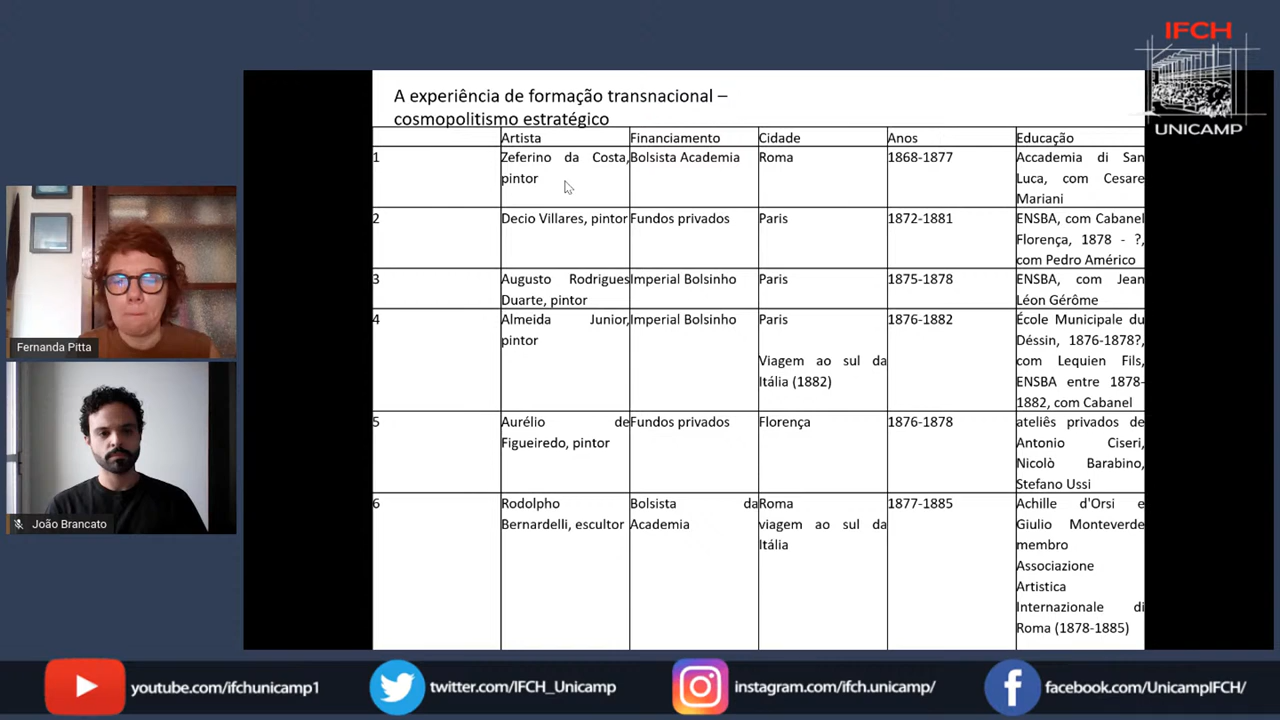 IFCH
UNICAMP
A experiência de formação transnacional –
cosmopolitismo estratégico
Artista Financiamento Cidade Anos Educação
1 Zeferino da Costa, Bolsista Academia Roma 1868-1877 Accademia di San
pintor Luca, com Cesare
Mariani
2 Decio Villares, pintor Fundos privados Paris 1872-1881 ENSBA, com Cabanel
Florença, 1878 - ?,
com Pedro Américo
3 Augusto Rodrigues Imperial Bolsinho Paris 1875-1878 ENSBA, com Jean
Duarte, pintor Léon Gérôme
4 Almeida Junior, Imperial Bolsinho Paris 1876-1882 École Municipale du
pintor Déssin, 1876-1878?,
Viagem ao sul da com Lequien Fils,
Itália (1882) ENSBA entre 1878-
1882, com Cabanel
5 Aurélio de Fundos privados Florença 1876-1878 ateliês privados de
Figueiredo, pintor Antonio Ciseri,
Nicolò Barabino,
Stefano Ussi
6 Rodolpho Bolsista da Roma 1877-1885 Achille d'Orsi e
Bernardelli, escultor Academia viagem ao sul da Giulio Monteverde
Itália membro
Associazione
Artistica
Internazionale di
Roma (1878-1885)
Fernanda Pitta
João Brancato
youtube.com/ifchunicamp1
twitter.com/IFCH_Unicamp
instagram.com/ifch.unicamp/
facebook.com/UnicampIFCH/